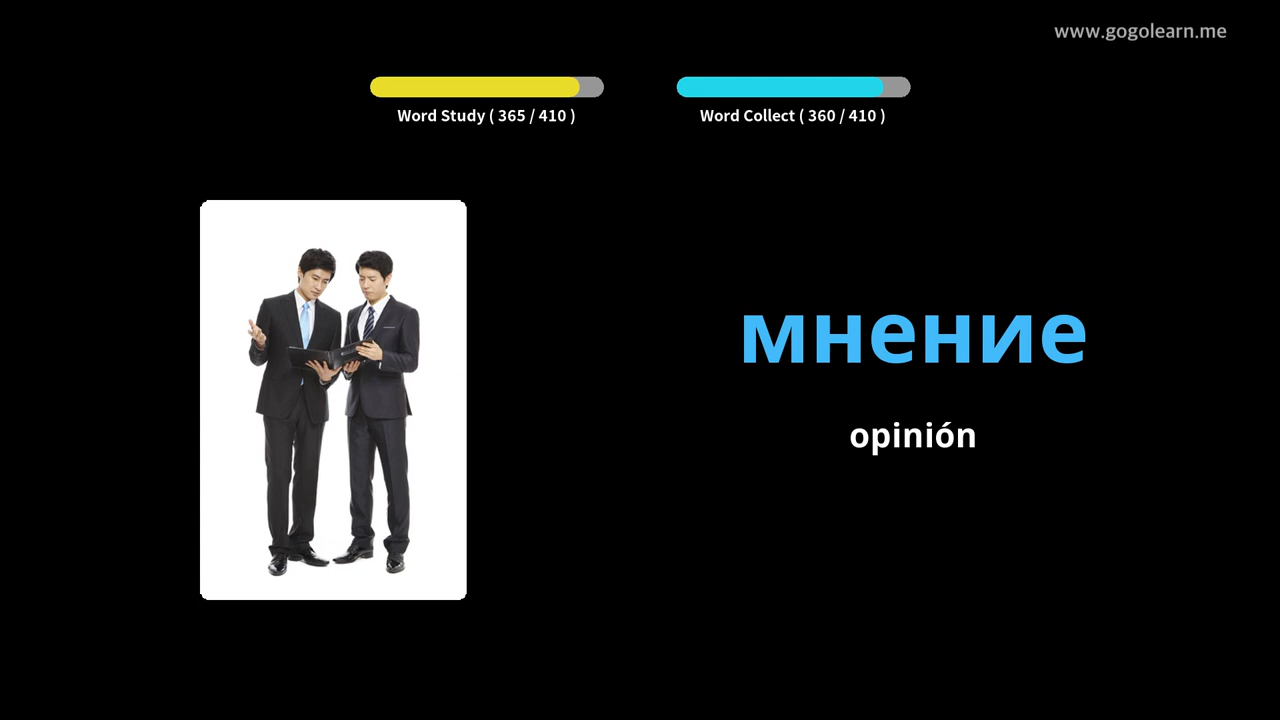 www.gogolearn.me
Word Study ( 365 / 410 )
Word Collect ( 360 / 410 )
мнение
opinión